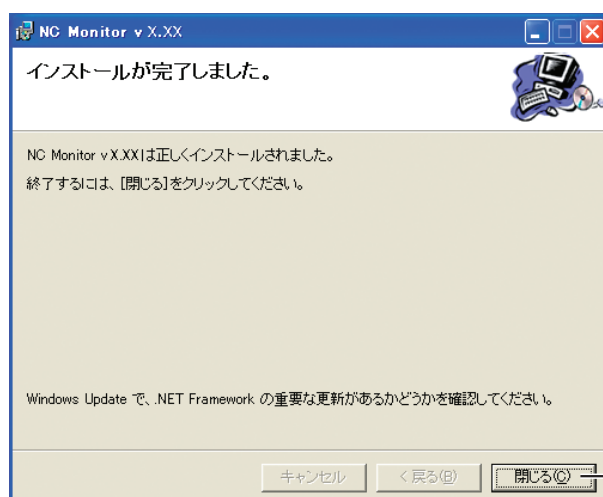 NC Monitor v X.XX
インストールが完了しました。
NC Monitor v X.XXは正しくインストールされました。
終了するには、[閉じる]をクリックしてください。
Windows Update で、.NET Framework の重要な更新があるかどうかを確認してください。
キャンセル
< 戻る(B)
閉じる(C)